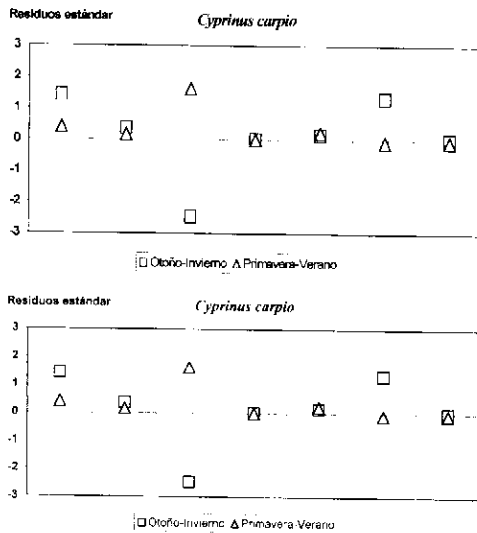 Residuos estándar
Cyprinus carpio
3
2
1
0
-1
-2
-3
Otoño-Invierno Primavera-Verano
Residuos estándar
Cyprinus carpio
3
2
1
0
-1
-2
-3
Otoño-Invierno Primavera-Verano